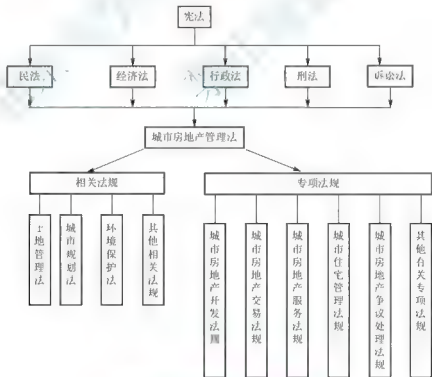 宪法
民法
经济法
行政法
刑法
诉讼法
城市房地产管理法
相关法规
专项法规
土地管理法
城市规划法
环境保护法
其他相关法规
城市房地产开发法规
城市房地产交易法规
城市房地产服务法规
城市住宅管理法规
城市房地产争议处理法规
其他有关专项法规